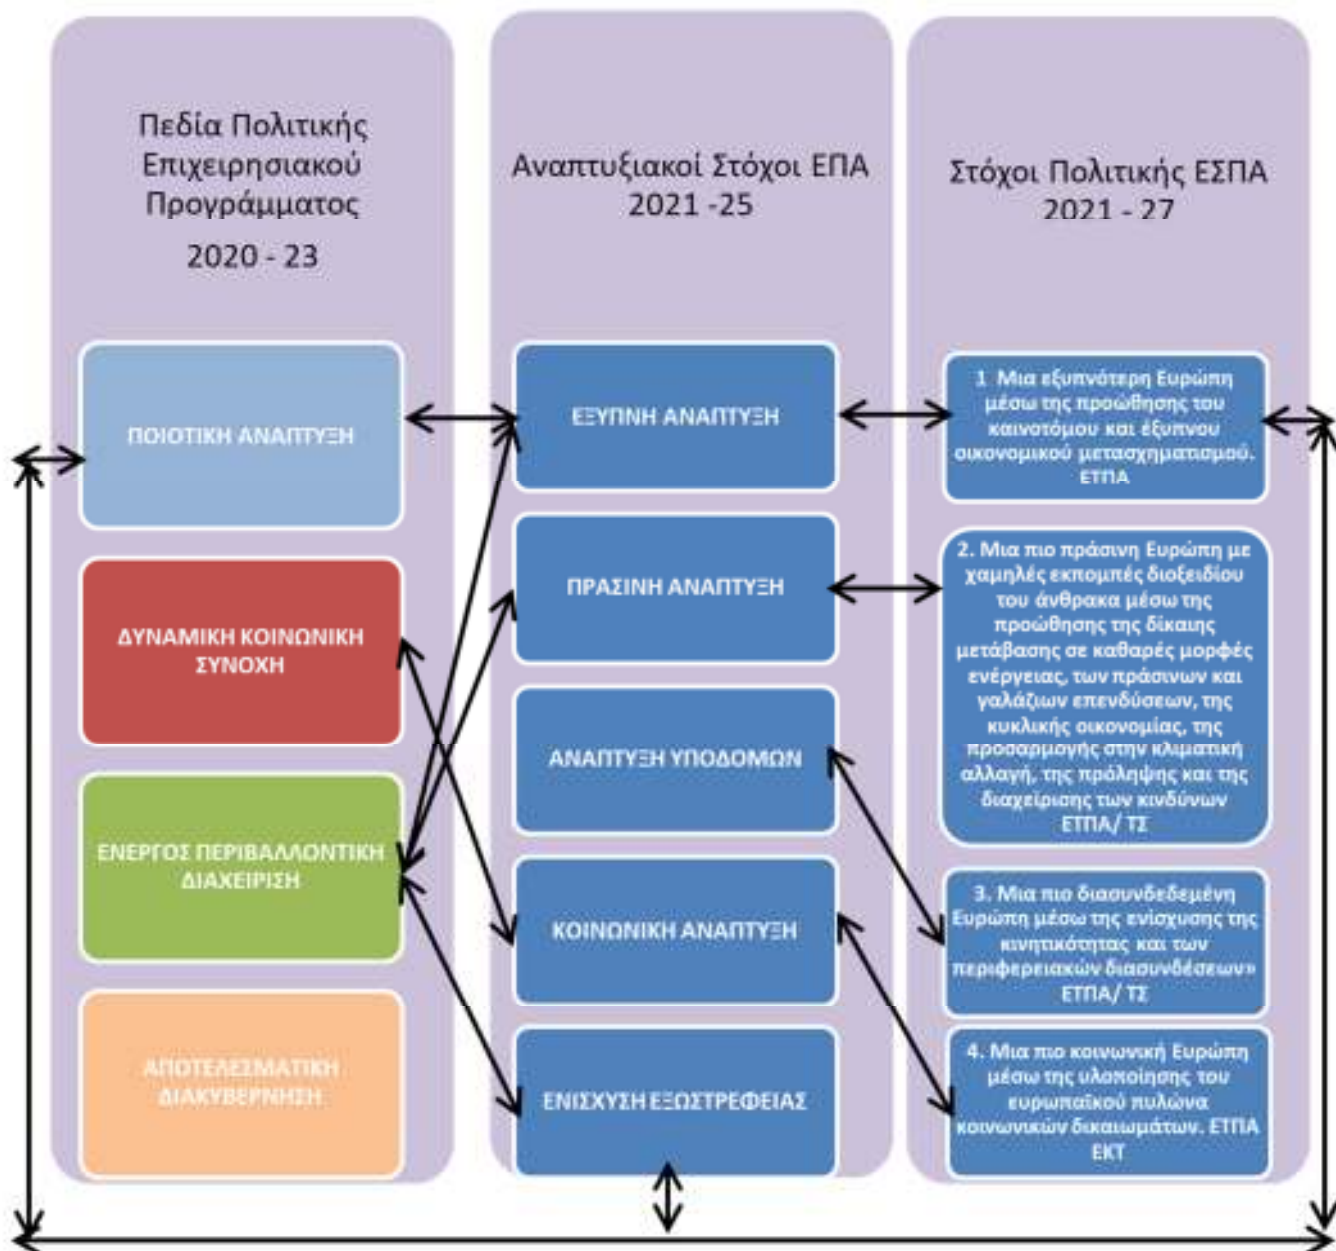 Πεδία Πολιτικής
Επιχειρησιακού
Προγράμματος
2020 - 23
ΠΟΙΟΤΙΚΗ ΑΝΑΠΤΥΞΗ
ΔΥΝΑΜΙΚΗ ΚΟΙΝΩΝΙΚΗ
ΣΥΝΟΧΗ
ΕΝΕΡΓΟΣ ΠΕΡΙΒΑΛΛΟΝΤΙΚΗ
ΔΙΑΧΕΙΡΙΣΗ
ΑΠΟΤΕΛΕΣΜΑΤΙΚΗ
ΔΙΑΚΥΒΕΡΝΗΣΗ
Αναπτυξιακοί Στόχοι ΕΠΑ
2021 -25
ΕΞΥΠΝΗ ΑΝΑΠΤΥΞΗ
ΠΡΑΣΙΝΗ ΑΝΑΠΤΥΞΗ
ΑΝΑΠΤΥΞΗ ΥΠΟΔΟΜΩΝ
ΚΟΙΝΩΝΙΚΗ ΑΝΑΠΤΥΞΗ
ΕΝΙΣΧΥΣΗ ΕΞΩΣΤΡΕΦΕΙΑΣ
Στόχοι Πολιτικής ΕΣΠΑ
2021 - 27
1 Μια εξυπνότερη Ευρώπη
μέσω της προώθησης του
καινοτόμου και έξυπνου
οικονομικού μετασχηματισμού.
ΕΤΠΑ
2. Μια πιο πράσινη Ευρώπη με
χαμηλές εκπομπές διοξειδίου
του άνθρακα μέσω της
προώθησης της δίκαιης
μετάβασης σε καθαρές μορφές
ενέργειας, των πράσινων και
γαλάζιων επενδύσεων, της
κυκλικής οικονομίας, της
προσαρμογής στην κλιματική
αλλαγή, της πρόληψης και της
διαχείρισης των κινδύνων
ΕΤΠΑ/ ΤΣ
3. Μια πιο διασυνδεδεμένη
Ευρώπη μέσω της ενίσχυσης της
κινητικότητας και των
περιφερειακών διασυνδέσεων»
ΕΤΠΑ/ ΤΣ
4. Μια πιο κοινωνική Ευρώπη
μέσω της υλοποίησης του
ευρωπαϊκού πυλώνα
κοινωνικών δικαιωμάτων. ΕΤΠΑ
ΕΚΤ